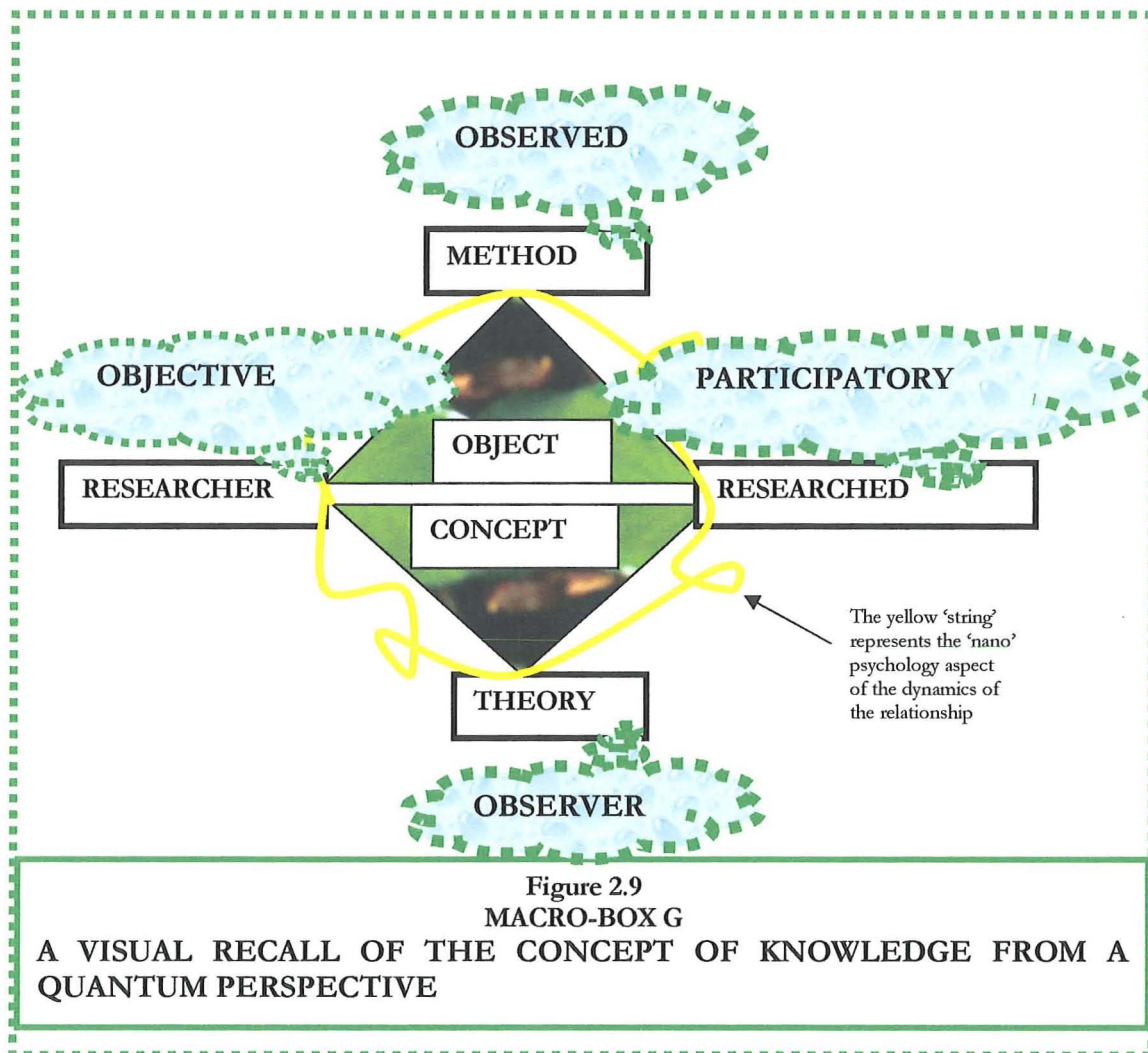 OBSERVED
METHOD
OBJECTIVE
PARTICIPATORY
OBJECT
RESEARCHER
RESEARCHED
CONCEPT
The yellow ‘string’
represents the ‘nano’
psychology aspect
of the dynamics of
the relationship
THEORY
OBSERVER
Figure 2.9
MACRO-BOX G
A VISUAL RECALL OF THE CONCEPT OF KNOWLEDGE FROM A
QUANTUM PERSPECTIVE